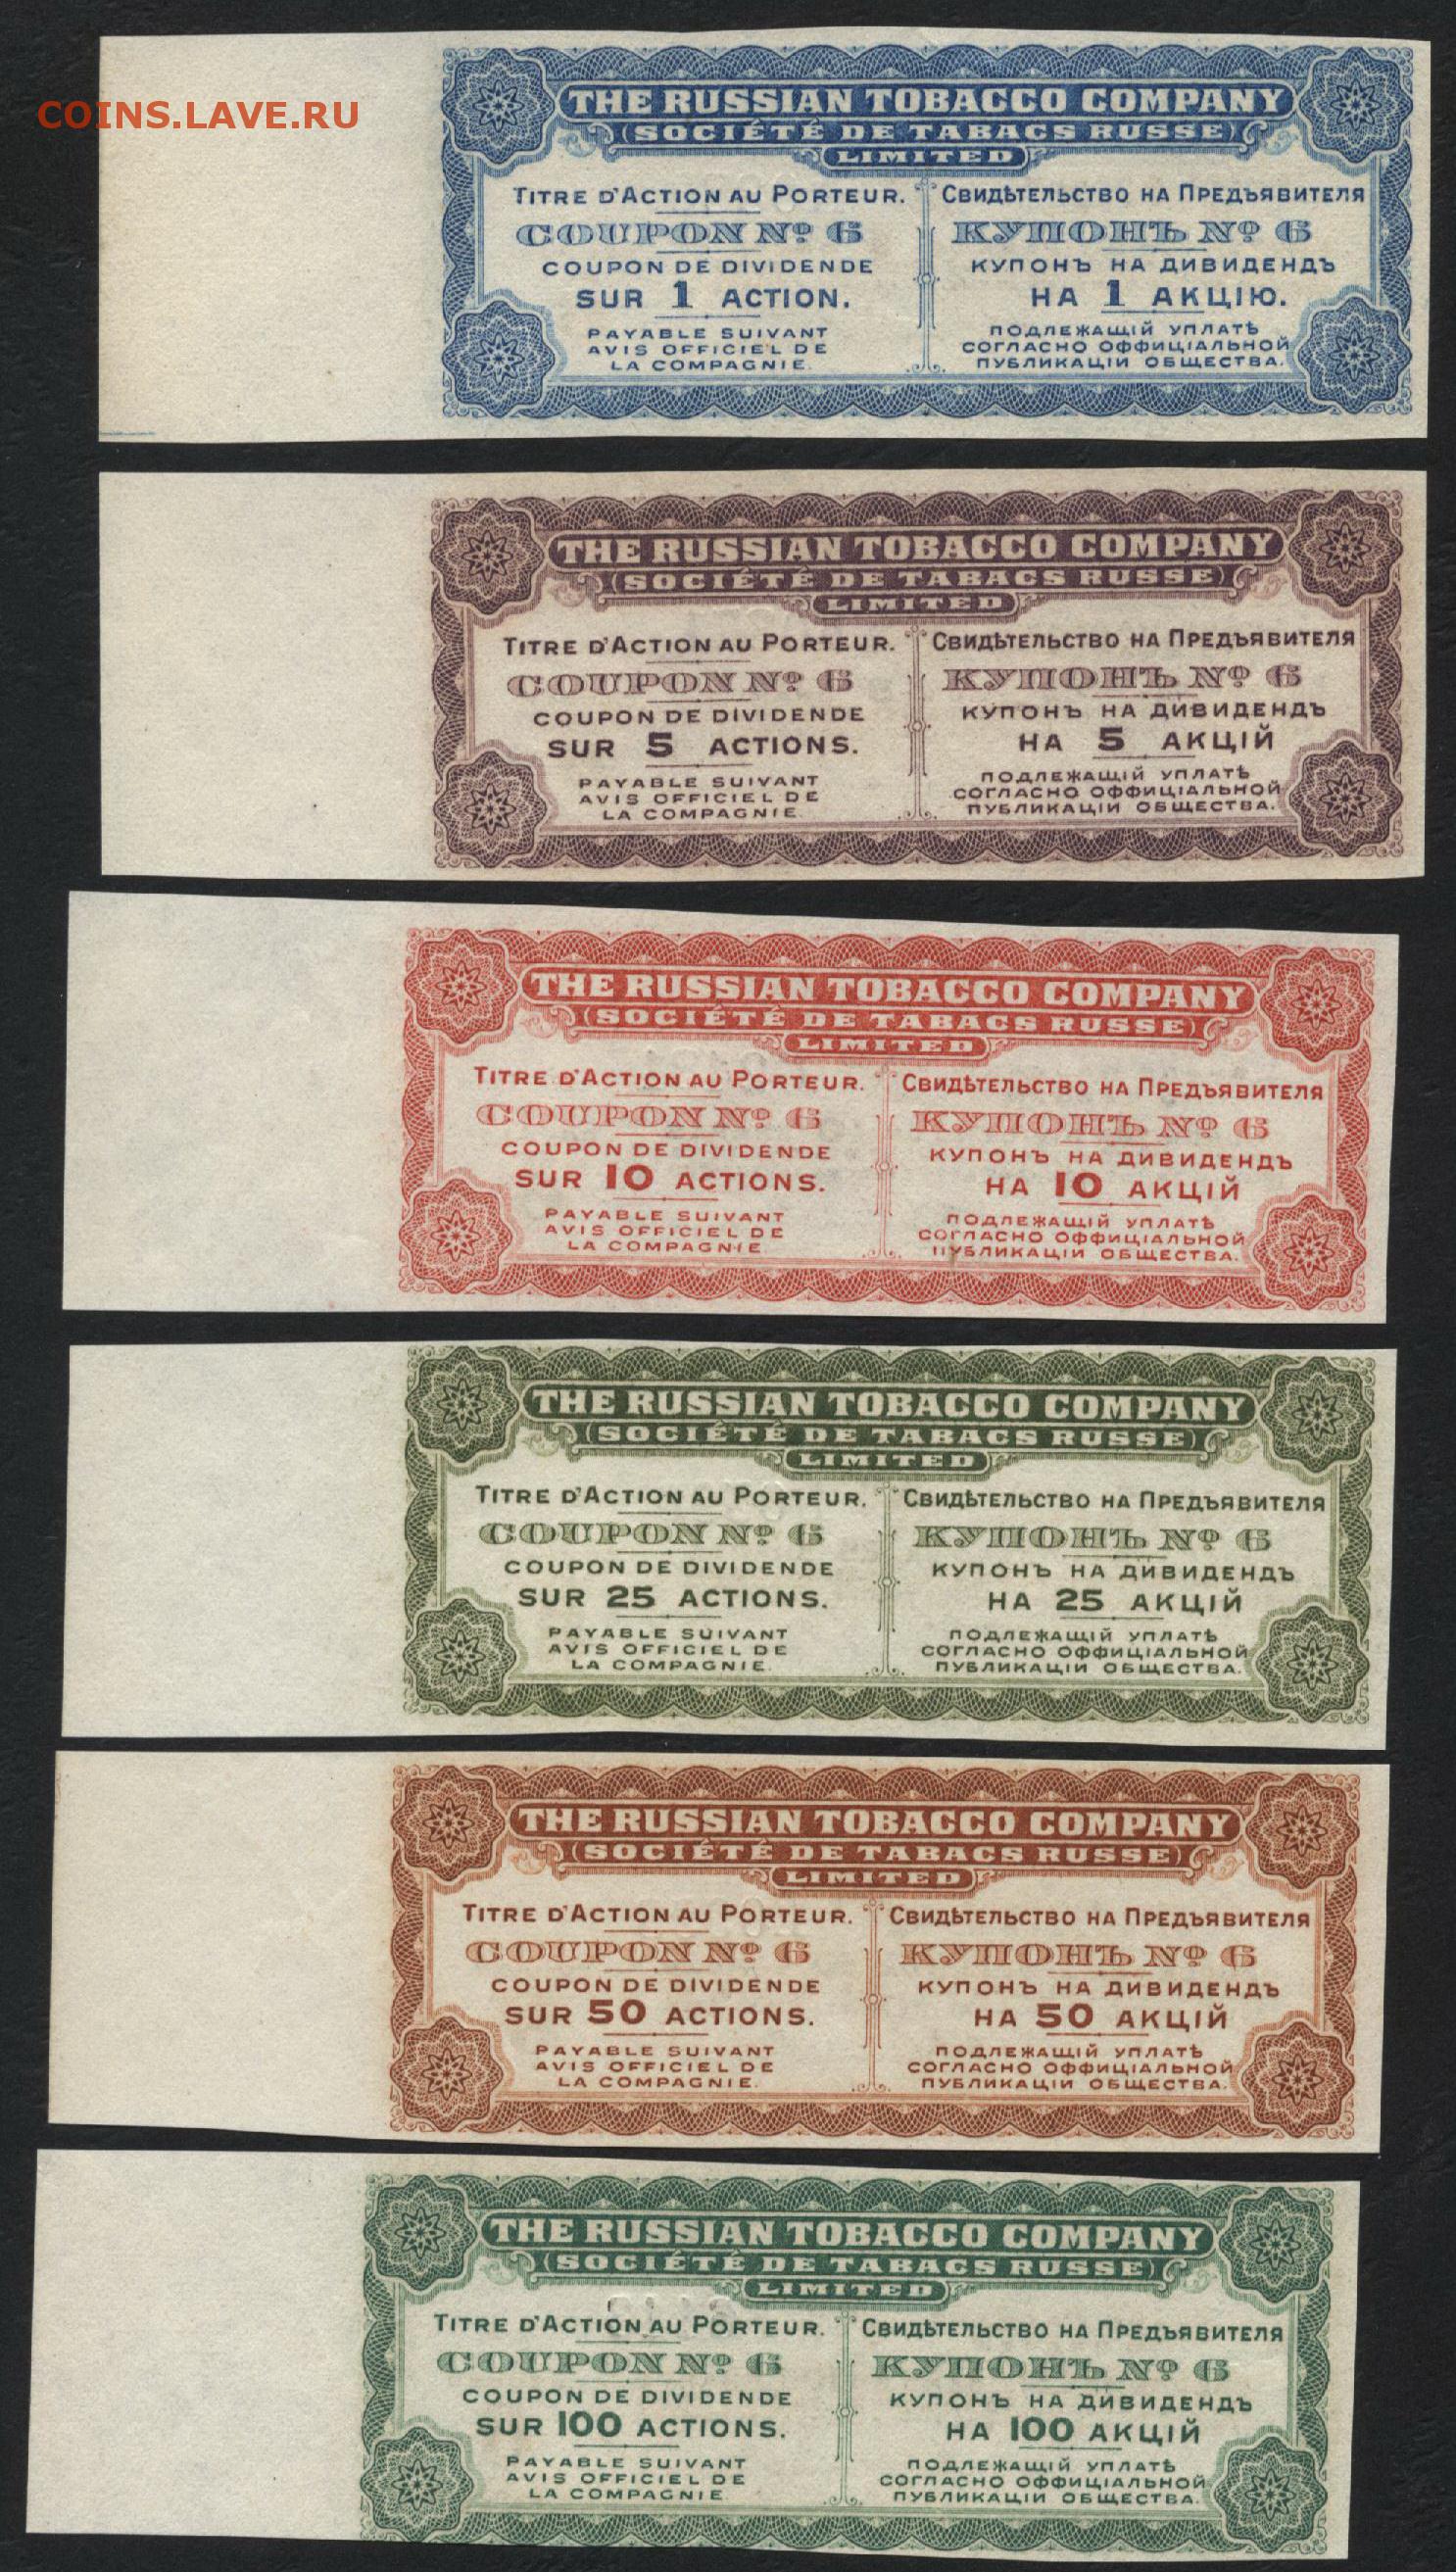 COINS.LAVE.RU
THE RUSSIAN TOBACCO COMPANY
(SOCIÉTÉ DE TABACS RUSSE)
LIMITED
TITRE D'ACTION AU PORTEUR.
COUPON Nº 6
COUPON DE DIVIDENDE
SUR 1 ACTION.
PAYABLE SUIVANT
AVIS OFFICIEL DE
LA COMPAGNIE.
СВИДѢТЕЛЬСТВО НА ПРЕДЪЯВИТЕЛЯ
КУПОНЪ Nº 6
КУПОНЪ НА ДИВИДЕНДЪ
НА 1 АКЦІЮ.
ПОДЛЕЖАЩІЙ УПЛАТѢ
СОГЛАСНО ОФФИЦІАЛЬНОЙ
ПУБЛИКАЦІИ ОБЩЕСТВА.
THE RUSSIAN TOBACCO COMPANY
(SOCIÉTÉ DE TABACS RUSSE)
LIMITED
TITRE D'ACTION AU PORTEUR.
COUPON Nº 6
COUPON DE DIVIDENDE
SUR 5 ACTIONS.
PAYABLE SUIVANT
AVIS OFFICIEL DE
LA COMPAGNIE.
СВИДѢТЕЛЬСТВО НА ПРЕДЪЯВИТЕЛЯ
КУПОНЪ Nº 6
КУПОНЪ НА ДИВИДЕНДЪ
НА 5 АКЦІЙ
ПОДЛЕЖАЩІЙ УПЛАТѢ
СОГЛАСНО ОФФИЦІАЛЬНОЙ
ПУБЛИКАЦІИ ОБЩЕСТВА.
THE RUSSIAN TOBACCO COMPANY
(SOCIÉTÉ DE TABACS RUSSE)
LIMITED
TITRE D'ACTION AU PORTEUR.
COUPON Nº 6
COUPON DE DIVIDENDE
SUR 10 ACTIONS.
PAYABLE SUIVANT
AVIS OFFICIEL DE
LA COMPAGNIE
СВИДѢТЕЛЬСТВО НА ПРЕДЪЯВИТЕЛЯ
КУПОНЪ Nº 6
КУПОНЪ НА ДИВИДЕНДЪ
НА 10 АКЦІЙ
ПОДЛЕЖАЩІЙ УПЛАТѢ
СОГЛАСНО ОФФИЦІАЛЬНОЙ
ПУБЛИКАЦІИ ОБЩЕСТВА.
THE RUSSIAN TOBACCO COMPANY
(SOCIÉTÉ DE TABACS RUSSE)
LIMITED
TITRE D'ACTION AU PORTEUR.
COUPON Nº 6
COUPON DE DIVIDENDE
SUR 25 ACTIONS.
PAYABLE SUIVANT
AVIS OFFICIEL DE
LA COMPAGNIE.
СВИДѢТЕЛЬСТВО НА ПРЕДЪЯВИТЕЛЯ
КУПОНЪ Nº 6
КУПОНЪ НА ДИВИДЕНДЪ
НА 25 АКЦІЙ
ПОДЛЕЖАЩІЙ УПЛАТѢ
СОГЛАСНО ОФФИЦІАЛЬНОЙ
ПУБЛИКАЦІИ ОБЩЕСТВА.
THE RUSSIAN TOBACCO COMPANY
(SOCIÉTÉ DE TABACS RUSSE)
LIMITED
TITRE D'ACTION AU PORTEUR.
COUPON Nº 6
COUPON DE DIVIDENDE
SUR 50 ACTIONS.
PAYABLE SUIVANT
AVIS OFFICIEL DE
LA COMPAGNIE.
СВИДѢТЕЛЬСТВО НА ПРЕДЪЯВИТЕЛЯ
КУПОНЪ Nº 6
КУПОНЪ НА ДИВИДЕНДЪ
НА 50 АКЦІЙ
ПОДЛЕЖАЩІЙ УПЛАТѢ
СОГЛАСНО ОФФИЦІАЛЬНОЙ
ПУБЛИКАЦІИ ОБЩЕСТВА.
THE RUSSIAN TOBACCO COMPANY
(SOCIÉTÉ DE TABACS RUSSE)
LIMITED
TITRE D'ACTION AU PORTEUR.
COUPON Nº 6
COUPON DE DIVIDENDE
SUR 100 ACTIONS.
PAYABLE SUIVANT
AVIS OFFICIEL DE
LA COMPAGNIE
СВИДѢТЕЛЬСТВО НА ПРЕДЪЯВИТЕЛЯ
КУПОНЪ Nº 6
КУПОНЪ НА ДИВИДЕНДЪ
НА 100 АКЦІЙ
ПОДЛЕЖАЩІЙ УПЛАТѢ
СОГЛАСНО ОФФИЦІАЛЬНОЙ
ПУБЛИКАЦІИ ОБЩЕСТВА.